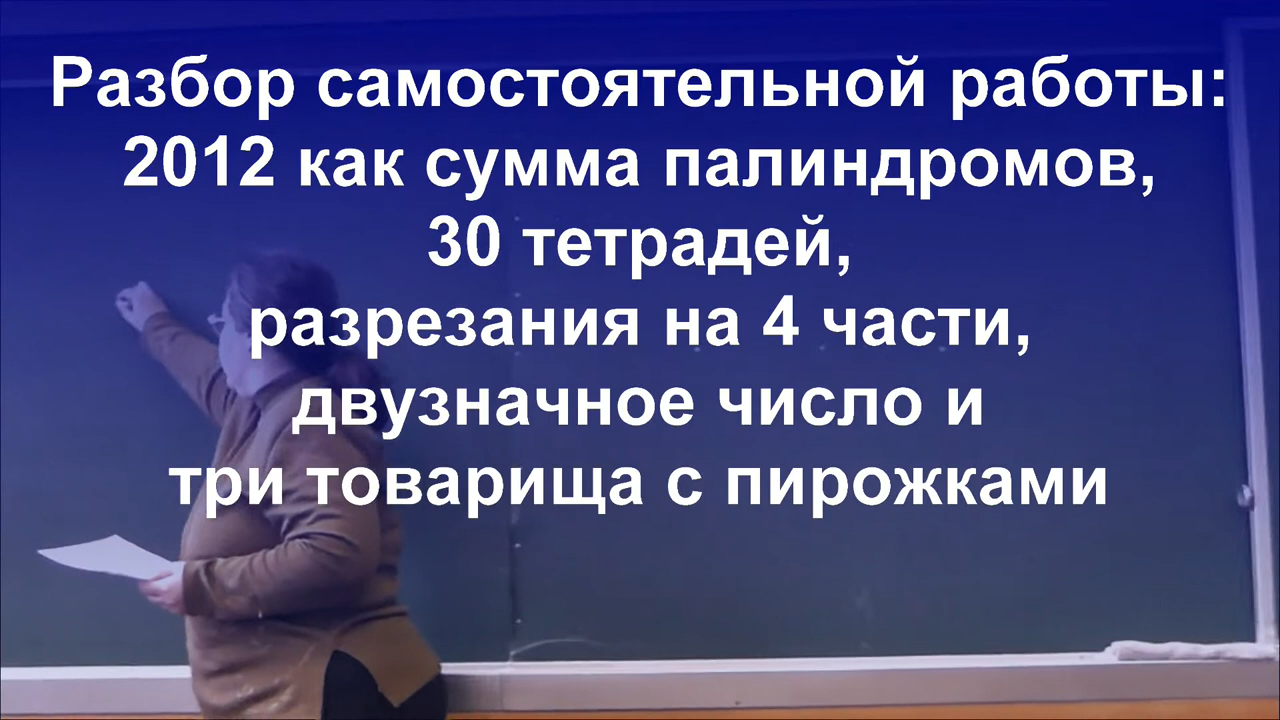 Разбор самостоятельной работы:
2012 как сумма палиндромов,
30 тетрадей,
разрезания на 4 части,
двузначное число и
три товарища с пирожками